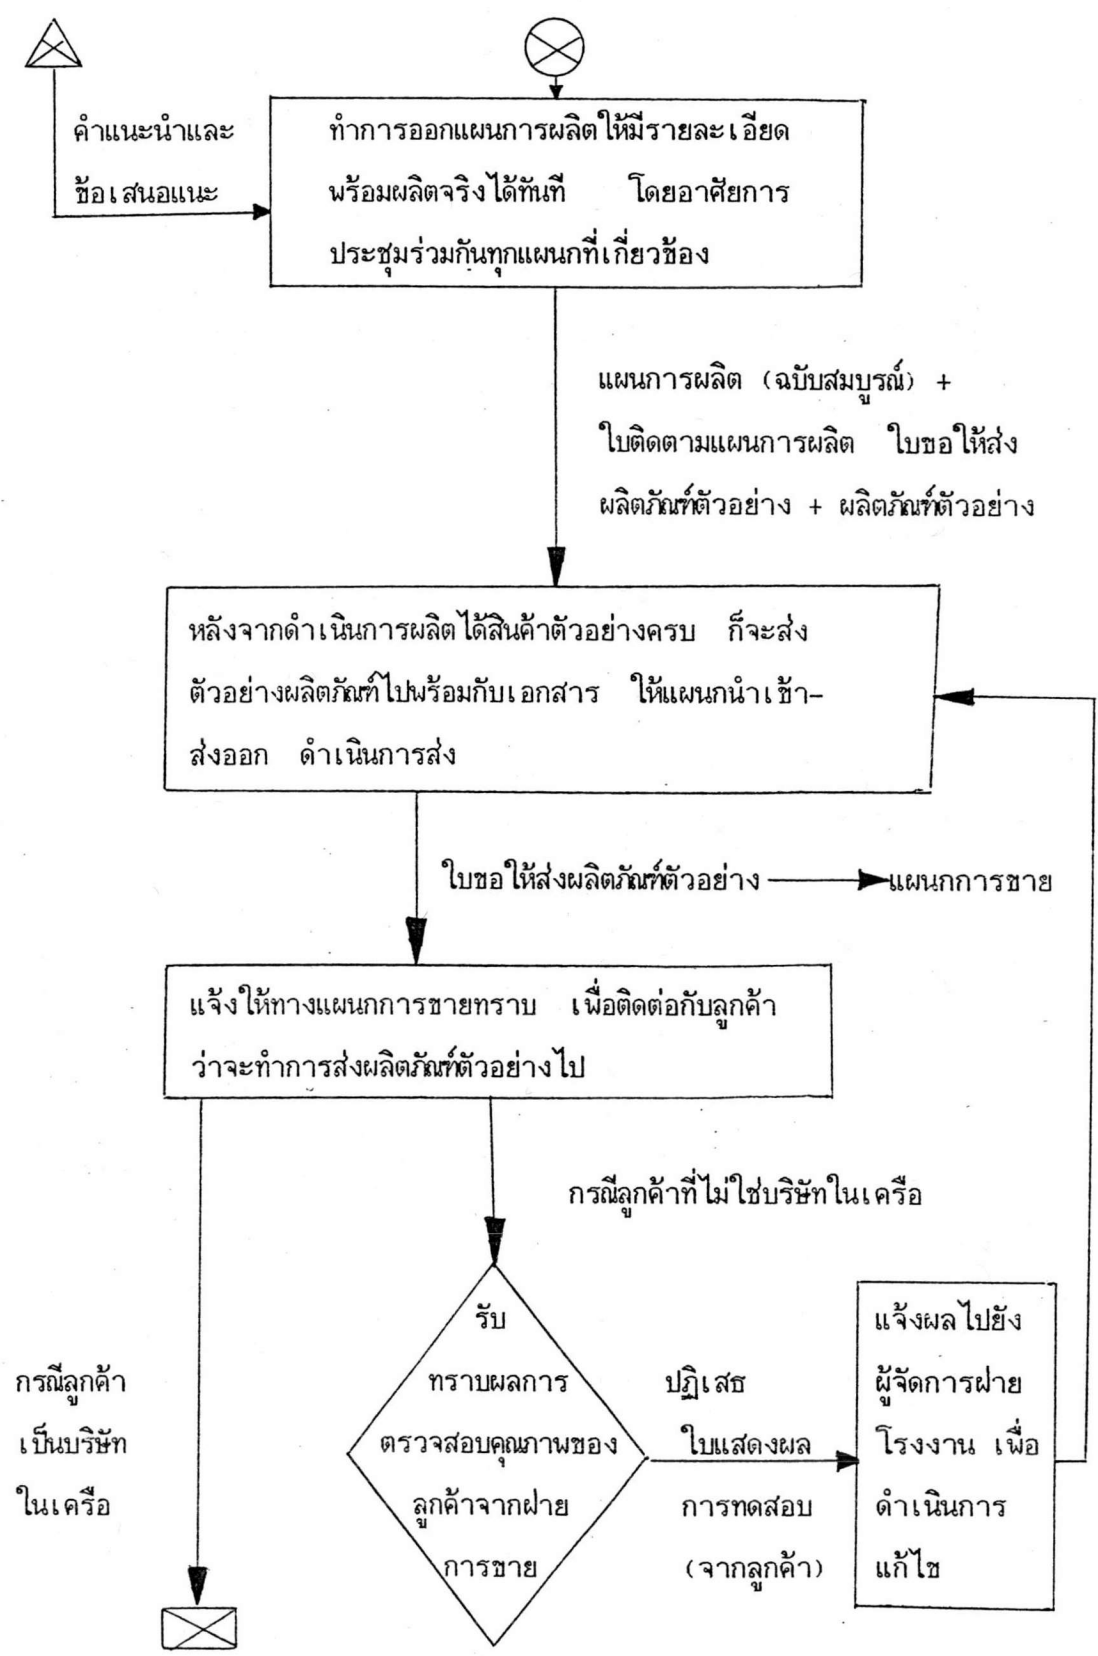 คำแนะนำและ
ข้อเสนอแนะ
ทำการออกแผนการผลิตให้มีรายละเอียด
พร้อมผลิตจริงได้ทันที โดยอาศัยการ
ประชุมร่วมกันทุกแผนกที่เกี่ยวข้อง
แผนการผลิต (ฉบับสมบูรณ์) +
ใบติดตามแผนการผลิต ใบขอให้ส่ง
ผลิตภัณฑ์ตัวอย่าง + ผลิตภัณฑ์ตัวอย่าง
หลังจากดำเนินการผลิตได้สินค้าตัวอย่างครบ ก็จะส่ง
ตัวอย่างผลิตภัณฑ์ไปพร้อมกับเอกสาร ให้แผนกนำเข้า-
ส่งออก ดำเนินการส่ง
ใบขอให้ส่งผลิตภัณฑ์ตัวอย่าง แผนกการขาย
แจ้งให้ทางแผนกการขายทราบ เพื่อติดต่อกับลูกค้า
ว่าจะทำการส่งผลิตภัณฑ์ตัวอย่างไป
กรณีลูกค้าที่ไม่ใช่บริษัทในเครือ
กรณีลูกค้า
เป็นบริษัท
ในเครือ
รับ
ทราบผลการ
ตรวจสอบคุณภาพของ
ลูกค้าจากฝ่าย
การขาย
ปฏิเสธ
ใบแสดงผล
การทดสอบ
(จากลูกค้า)
แจ้งผลไปยัง
ผู้จัดการฝ่าย
โรงงาน เพื่อ
ดำเนินการ
แก้ไข